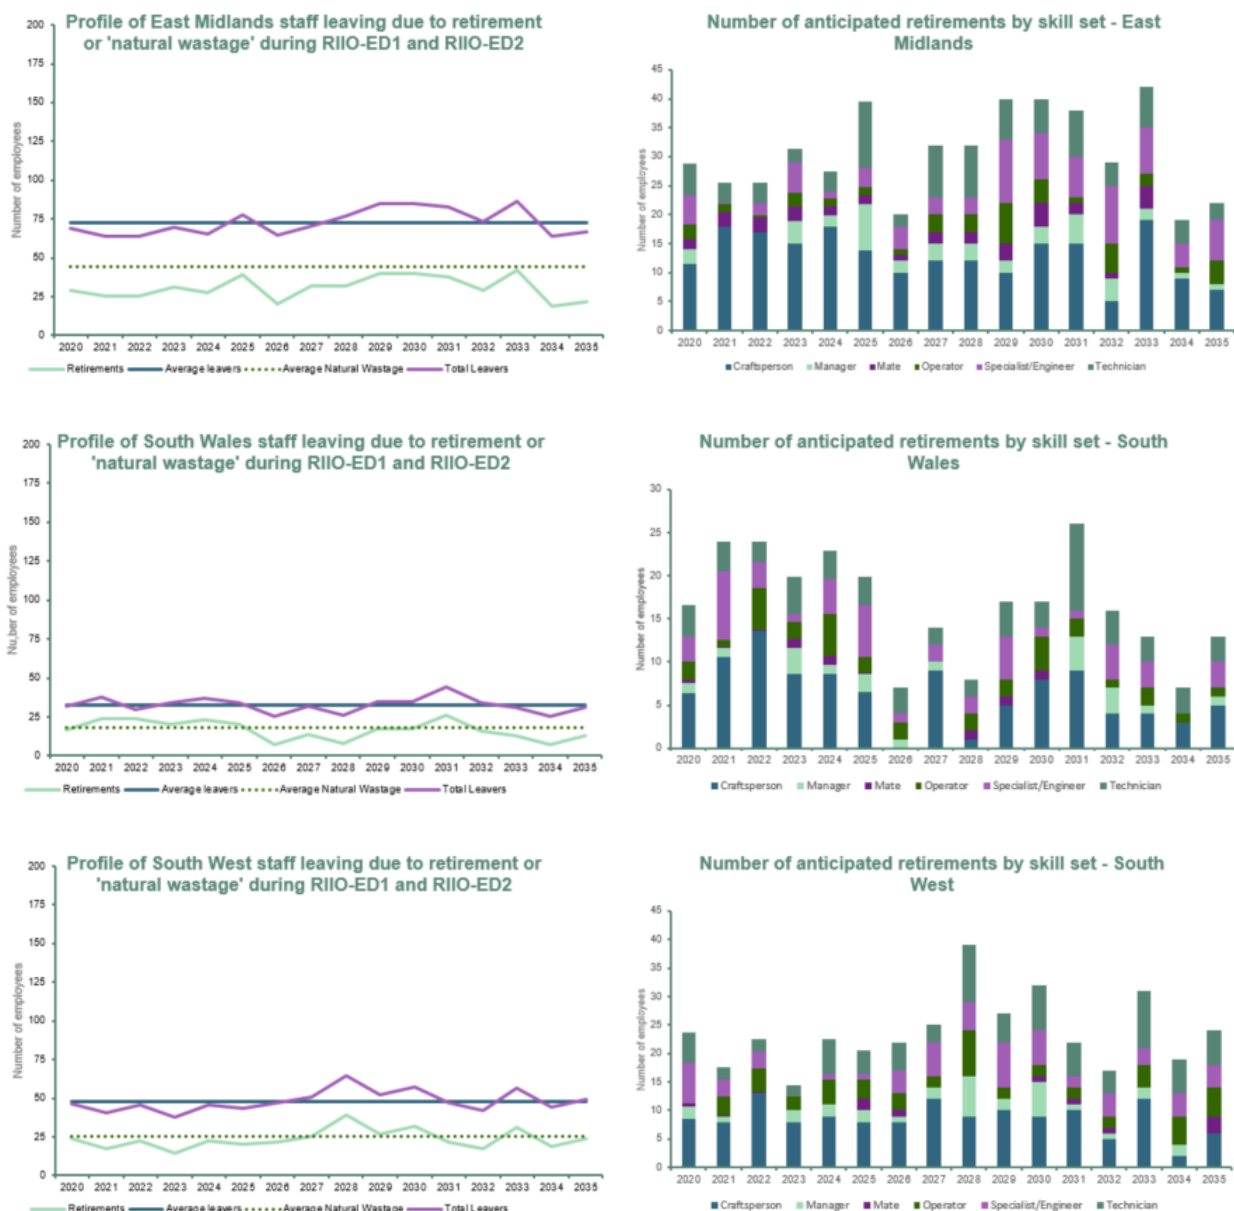 Profile of East Midlands staff leaving due to retirement
or 'natural wastage' during RIIO-ED1 and RIIO-ED2
Number of employees
200
175
150
125
100
75
50
25
0
2020 2021 2022 2023 2024 2025 2026 2027 2028 2029 2030 2031 2032 2033 2034 2035
Retirements Average leavers Average Natural Wastage Total Leavers
Number of anticipated retirements by skill set - East
Midlands
Number of employees
45
40
35
30
25
20
15
10
5
0
2020 2021 2022 2023 2024 2025 2026 2027 2028 2029 2030 2031 2032 2033 2034 2035
Craftsperson Manager Mate Operator Specialist/Engineer Technician
Profile of South Wales staff leaving due to retirement or
'natural wastage' during RIIO-ED1 and RIIO-ED2
Nu,ber of employees
200
175
150
125
100
75
50
25
0
2020 2021 2022 2023 2024 2025 2026 2027 2028 2029 2030 2031 2032 2033 2034 2035
Retirements Average leavers Average Natural Wastage Total Leavers
Number of anticipated retirements by skill set - South
Wales
Number of employees
30
25
20
15
10
5
0
2020 2021 2022 2023 2024 2025 2026 2027 2028 2029 2030 2031 2032 2033 2034 2035
Craftsperson Manager Mate Operator Specialist/Engineer Technician
Profile of South West staff leaving due to retirement or
'natural wastage' during RIIO-ED1 and RIIO-ED2
Number of employees
200
175
150
125
100
75
50
25
0
2020 2021 2022 2023 2024 2025 2026 2027 2028 2029 2030 2031 2032 2033 2034 2035
Retirements Average leavers Average Natural Wastage Total Leavers
Number of anticipated retirements by skill set - South
West
Number of employees
45
40
35
30
25
20
15
10
5
0
2020 2021 2022 2023 2024 2025 2026 2027 2028 2029 2030 2031 2032 2033 2034 2035
Craftsperson Manager Mate Operator Specialist/Engineer Technician